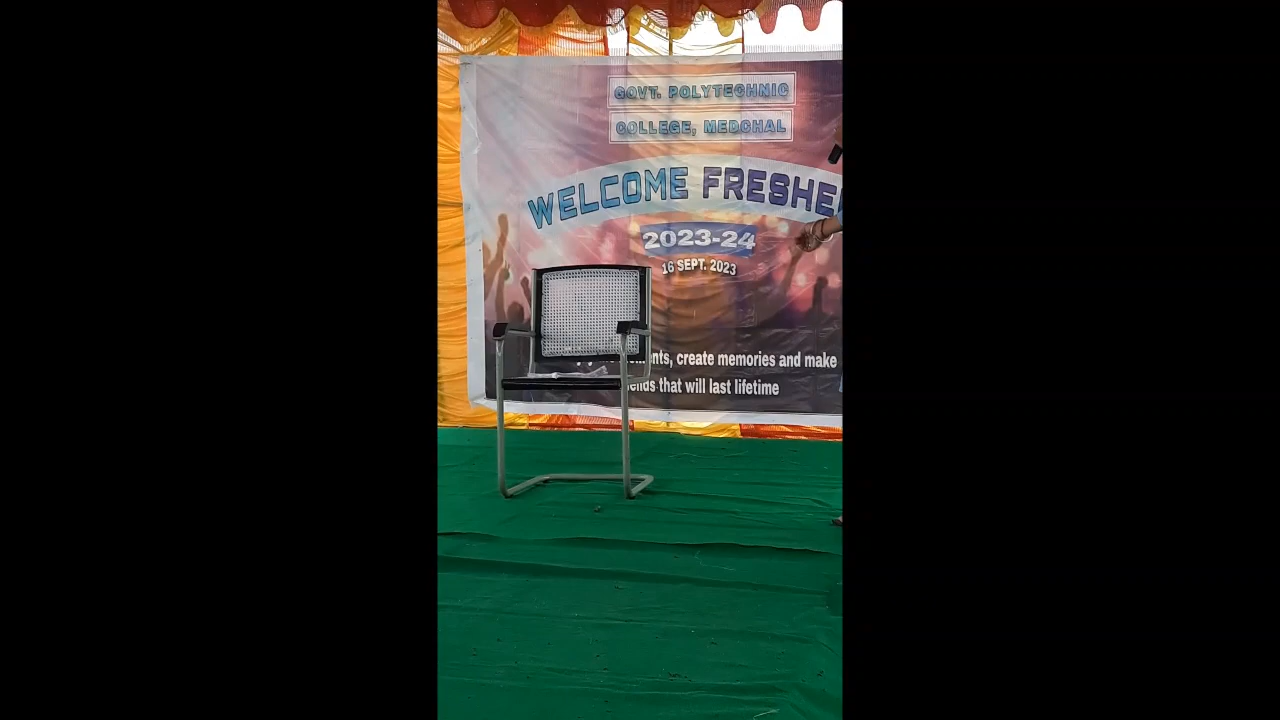 GOVT. POLYTECHNIC
COLLEGE, MEDCHAL
WELCOME FRESHE
2023-24
16 SEPT. 2023
nts, create memories and make
ends that will last lifetime